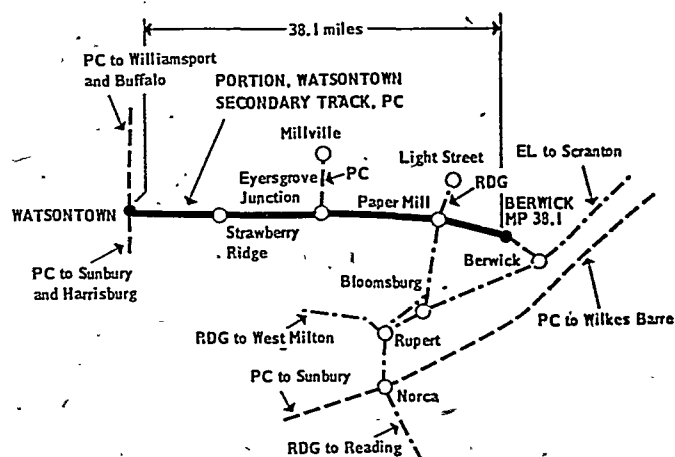 38.1 miles
PC to Williamsport
and Buffalo
PORTION, WATSONTOWN
SECONDARY TRACK, PC
Millville
Light Street
EL to Scranton
PC
RDG
Eyersgrove
Junction
Paper Mill
BERWICK
MP 38.1
WATSONTOWN
Strawberry
Ridge
Berwick
PC to Sunbury
and Harrisburg
Bloomsburg
PC to Wilkes Barre
RDG to West Milton
Rupert
PC to Sunbury
Norca
RDG to Reading